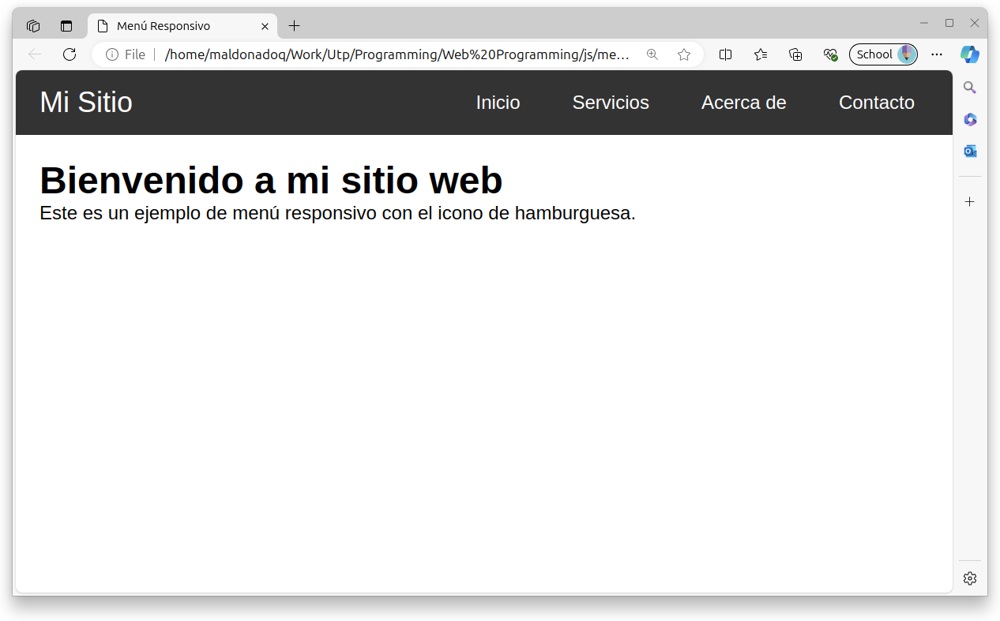 Menú Responsivo
File
/home/maldonadoq/Work/Utp/Programming/Web%20Programming/js/me...
School
Mi Sitio
Inicio Servicios Acerca de Contacto
Bienvenido a mi sitio web
Este es un ejemplo de menú responsivo con el icono de hamburguesa.